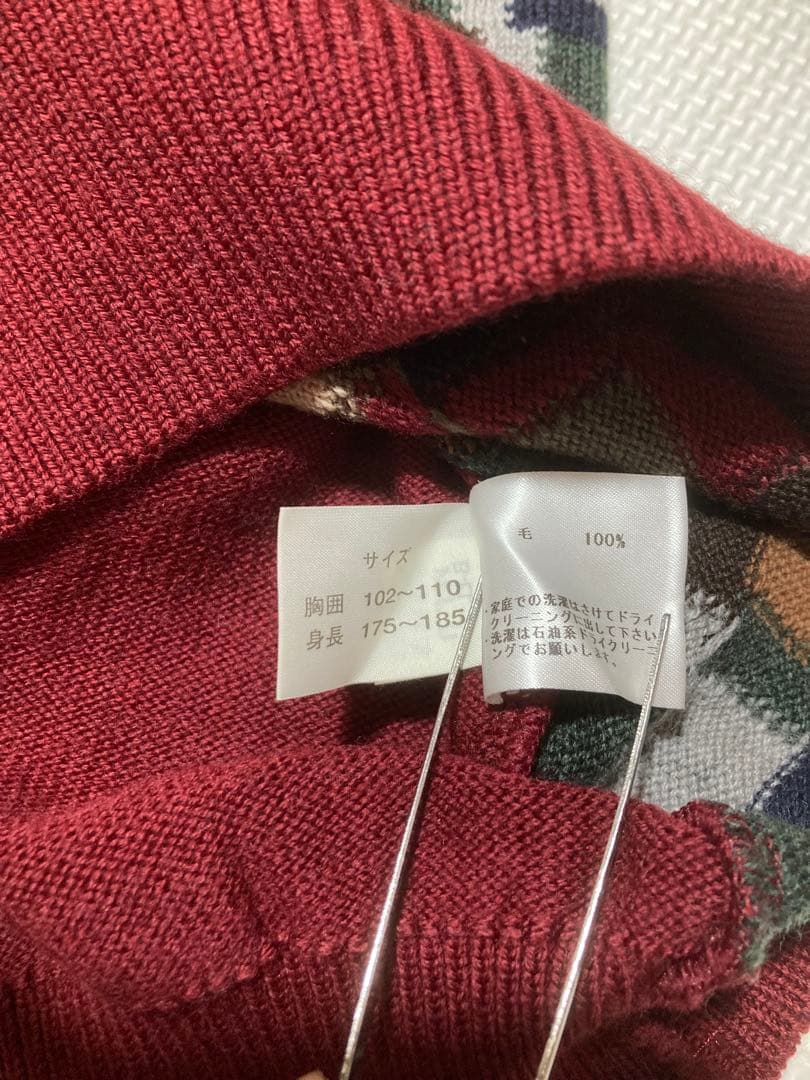 サイズ
胸囲 102～110
身長 175～185
毛 100%
・家庭での洗濯はさけてドライ
クリーニングに出して下さい
・洗濯は石油系ドライクリーニ
ングでお願いします。